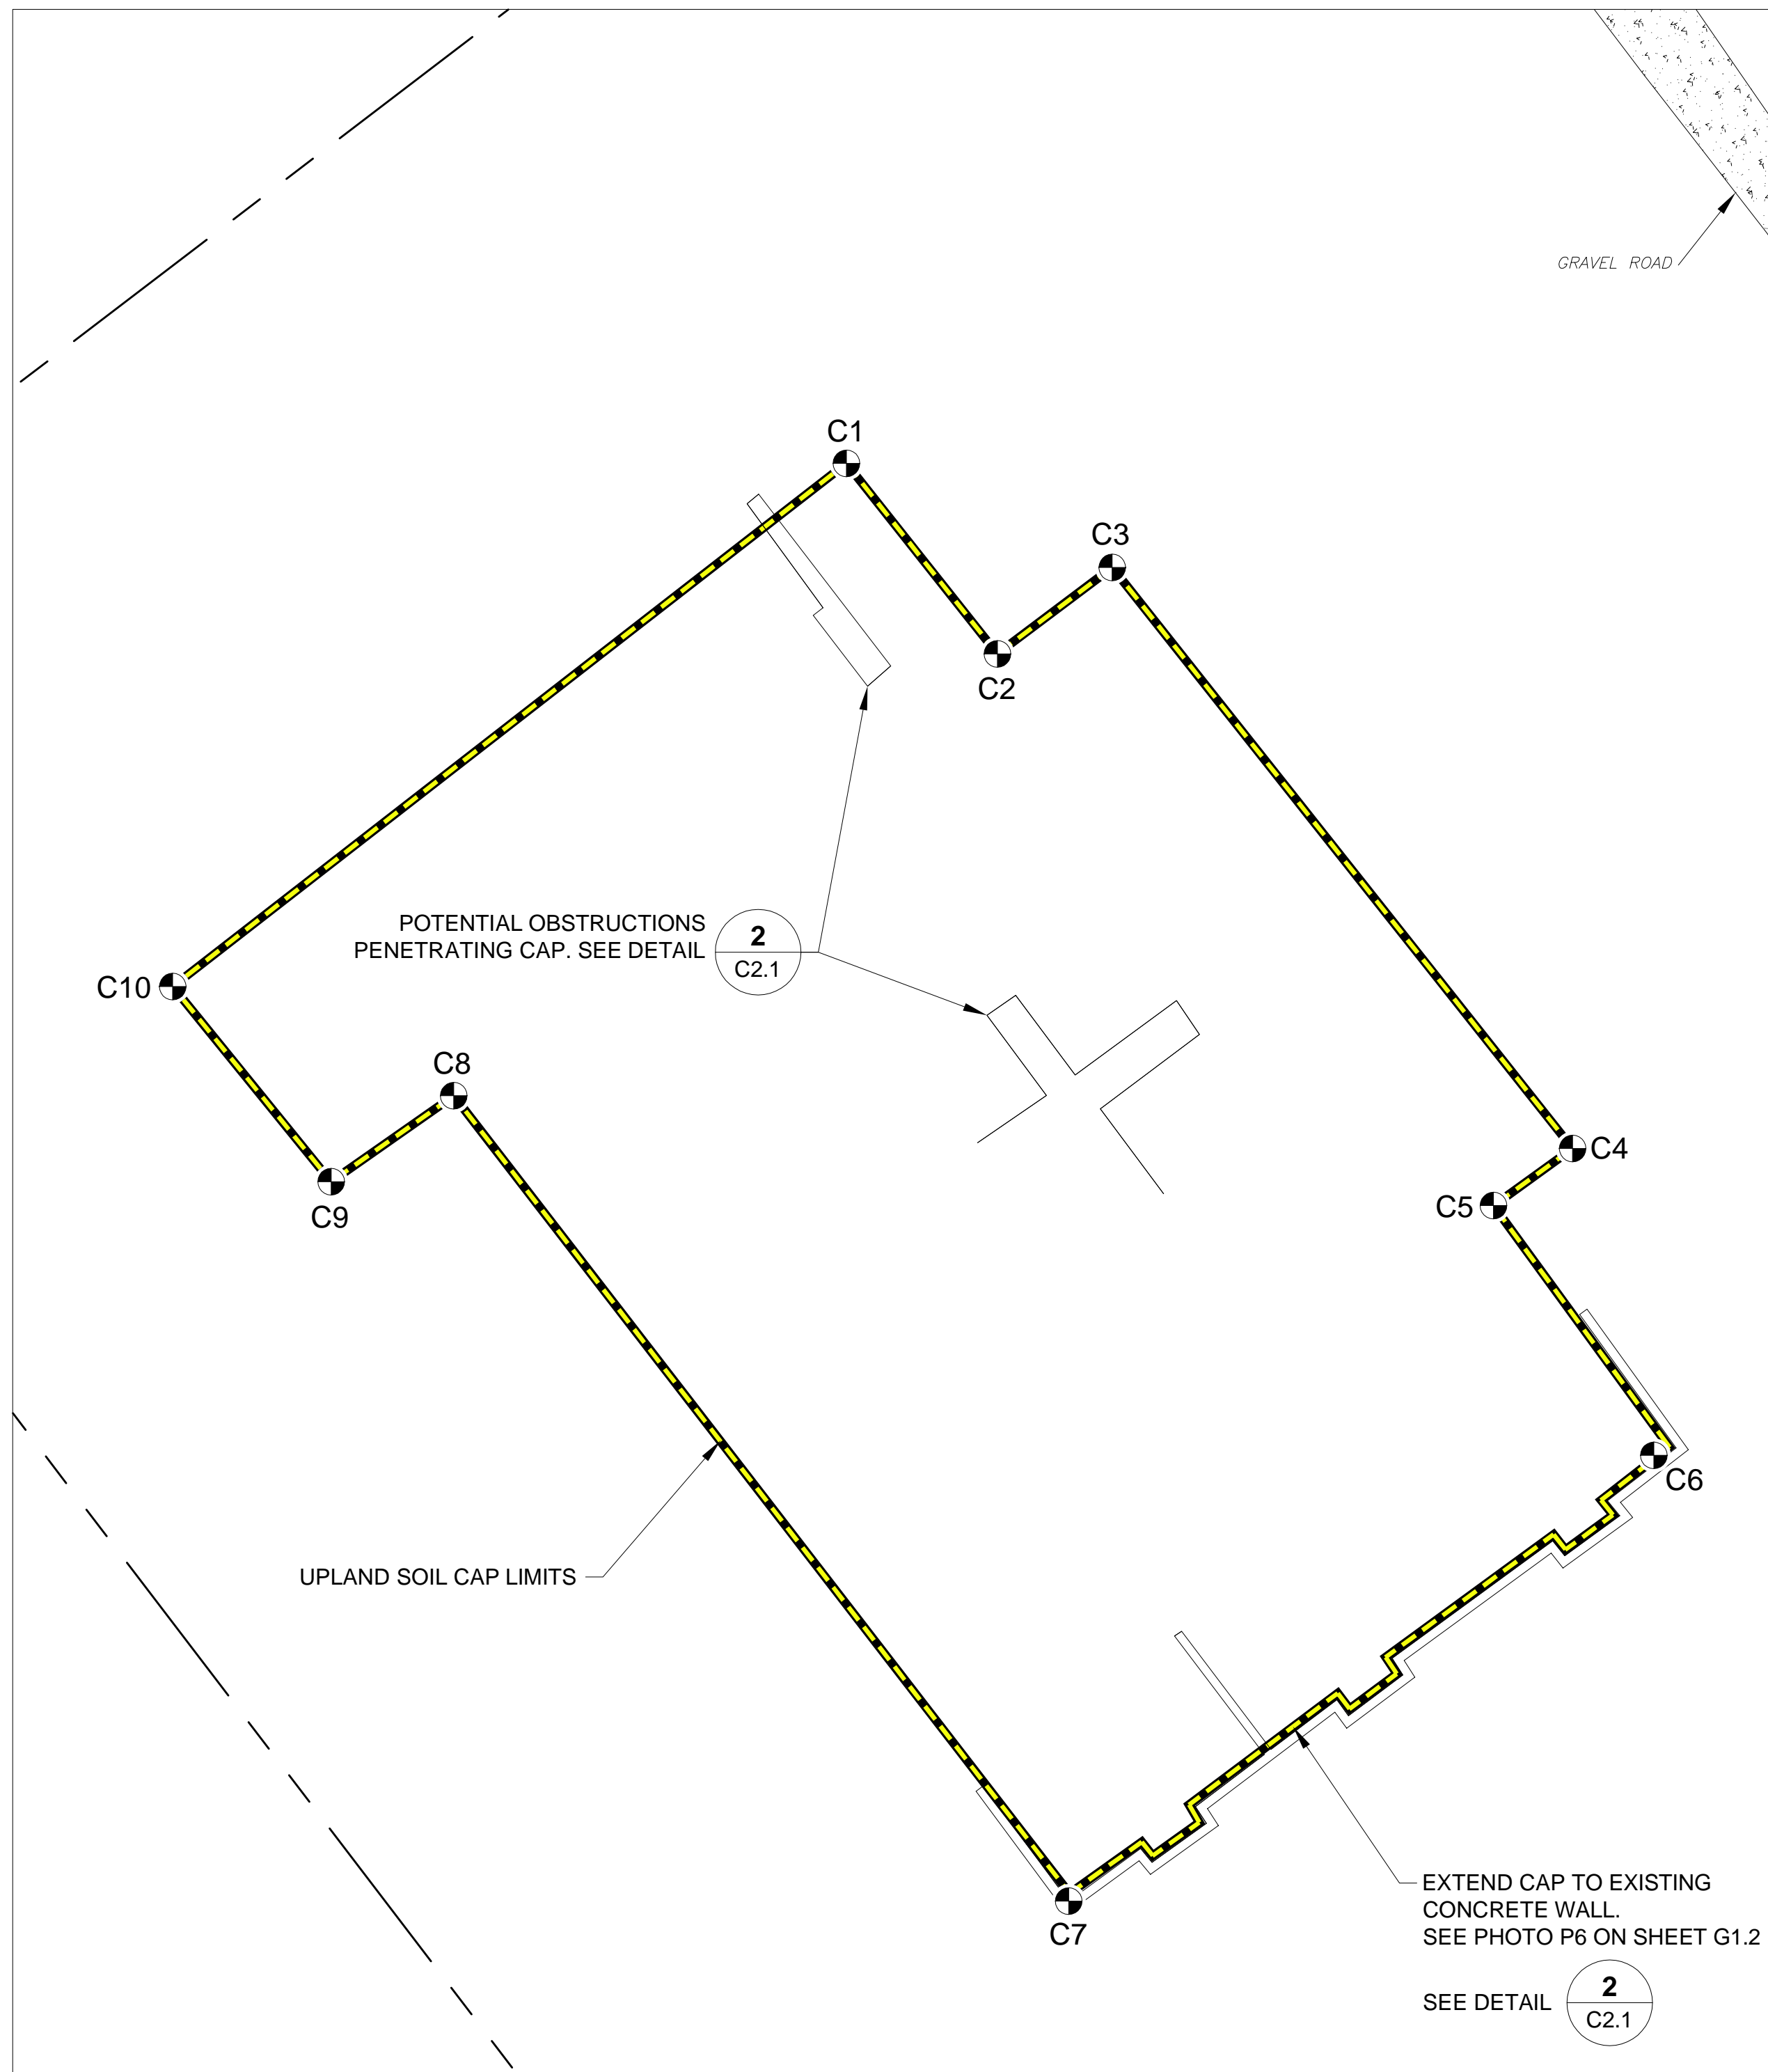 GRAVEL ROAD
C1
C3
C2
POTENTIAL OBSTRUCTIONS
PENETRATING CAP. SEE DETAIL
2
C2.1
C10
C8
C4
C5
C9
C6
UPLAND SOIL CAP LIMITS
EXTEND CAP TO EXISTING
CONCRETE WALL.
SEE PHOTO P6 ON SHEET G1.2
C7
SEE DETAIL
2
C2.1